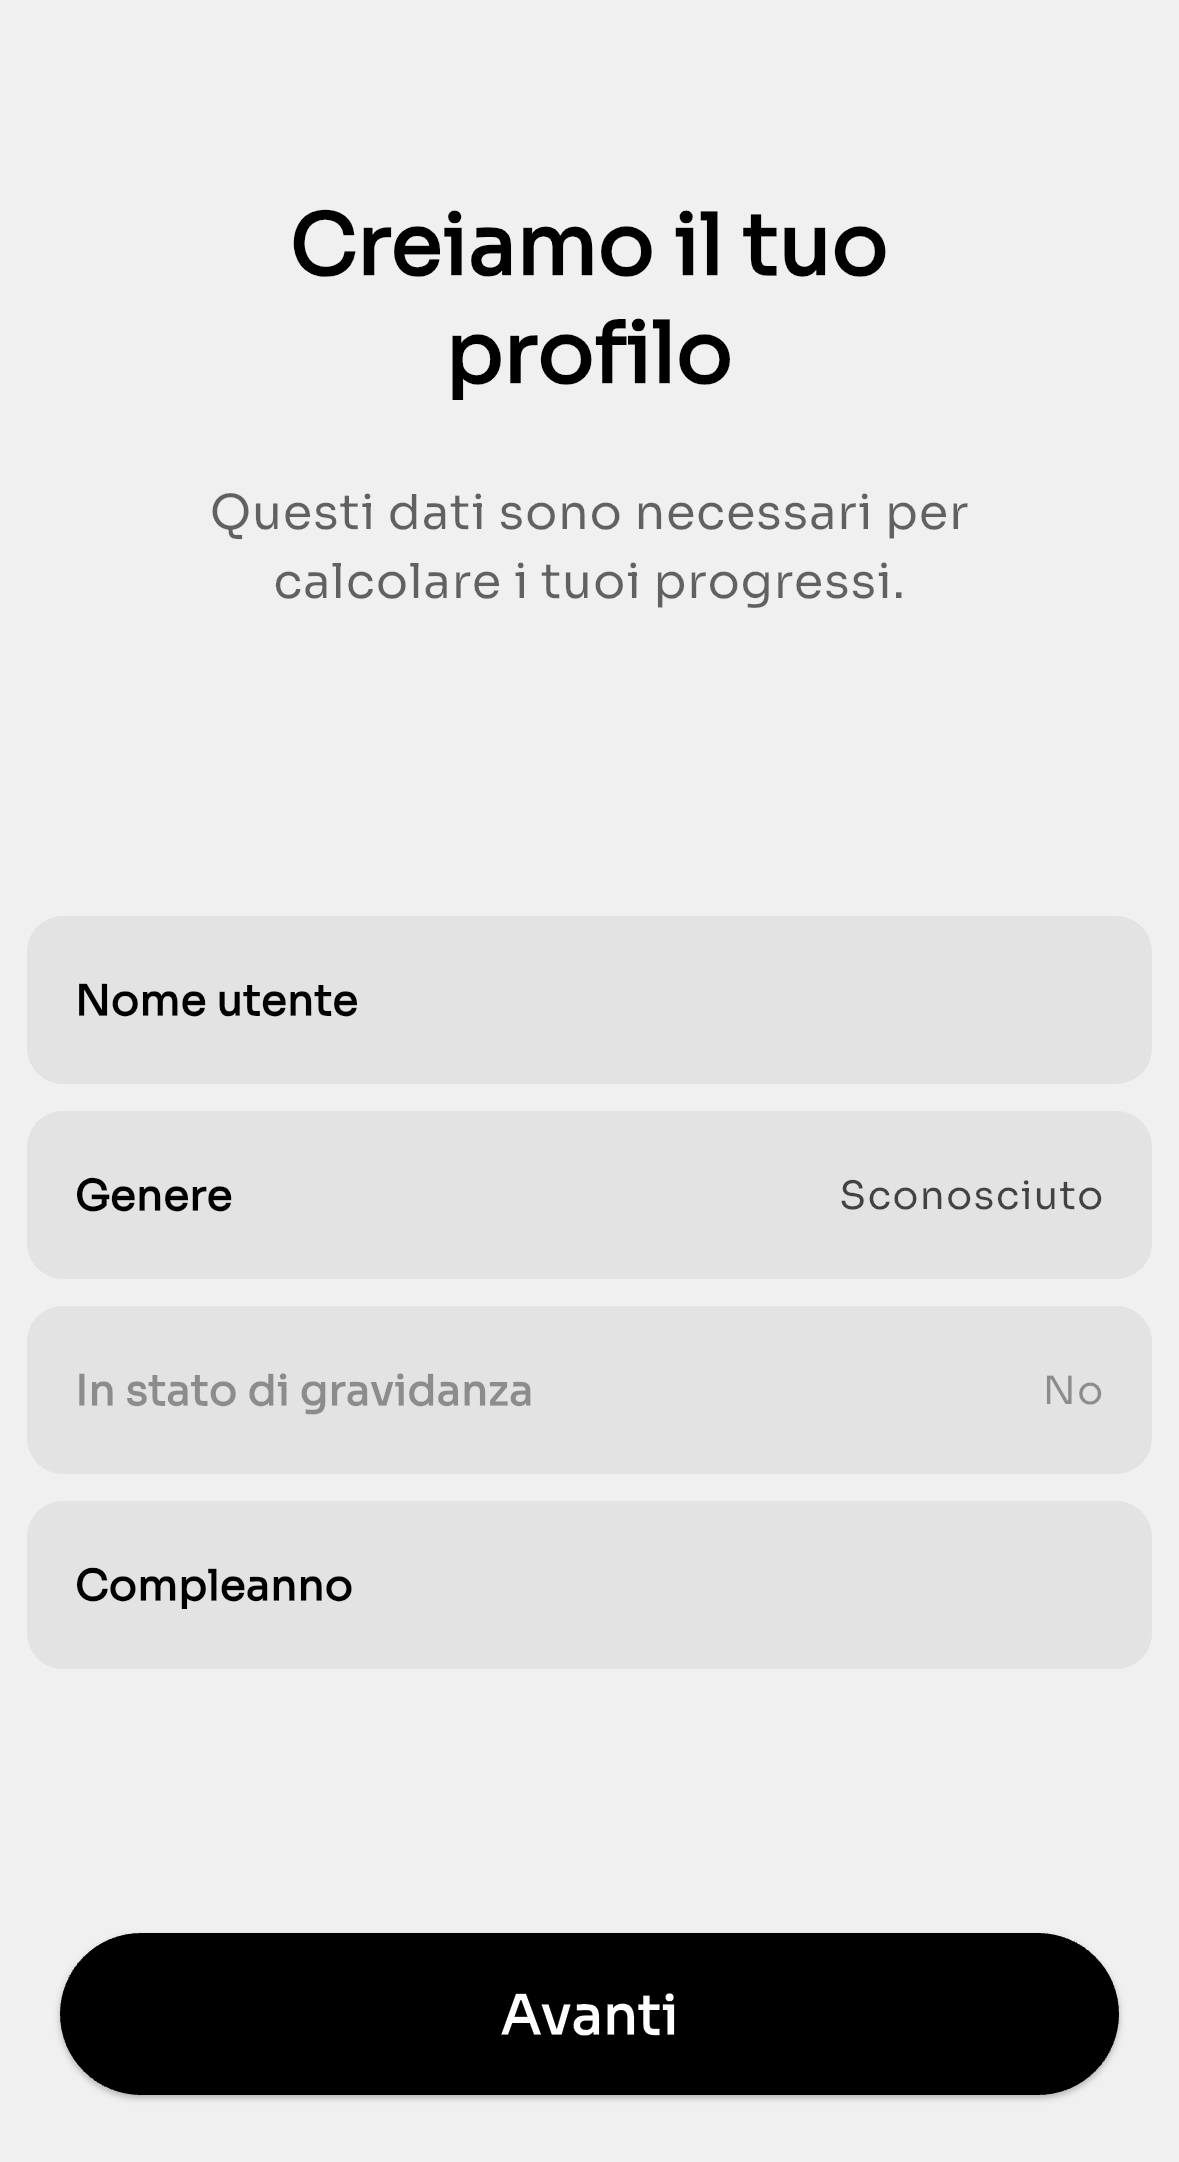 Creiamo il tuo
profilo
Questi dati sono necessari per
calcolare i tuoi progressi.
Nome utente
Genere Sconosciuto
In stato di gravidanza No
Compleanno
Avanti